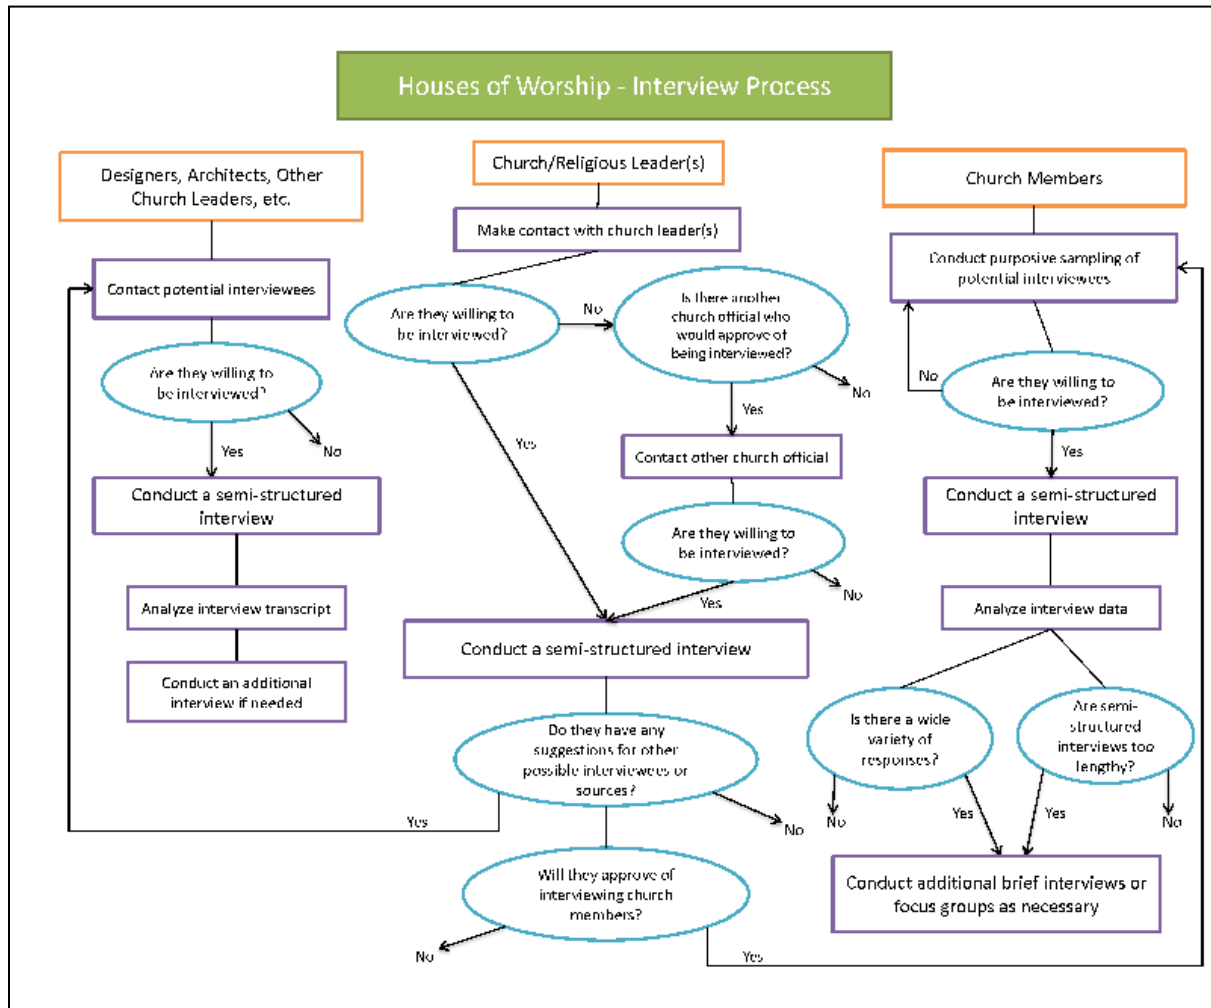 Houses of Worship - Interview Process
Designers, Architects, Other
Church Leaders, etc.
Contact potential interviewees
Are they willing to
be interviewed?
No
Yes
Conduct a semi-structured
interview
Analyze interview transcript
Conduct an additional
interview if needed
Church/Religious Leader(s)
Make contact with church leader(s)
Are they willing to
be interviewed?
No
Is there another
church official who
would approve of
being interviewed?
No
Yes
Yes
Contact other church official
Are they willing to
be interviewed?
No
Yes
Conduct a semi-structured interview
Do they have any
suggestions for other
possible interviewees or
sources?
Yes
No
Will they approve of
interviewing church
members?
No
Yes
Church Members
Conduct purposive sampling of
potential interviewees
No
Are they willing to
be interviewed?
Yes
Conduct a semi-structured
interview
Analyze interview data
Is there a wide
variety of
responses?
Are semi-
structured
interviews too
lengthy?
No
Yes
Yes
No
Conduct additional brief interviews or
focus groups as necessary